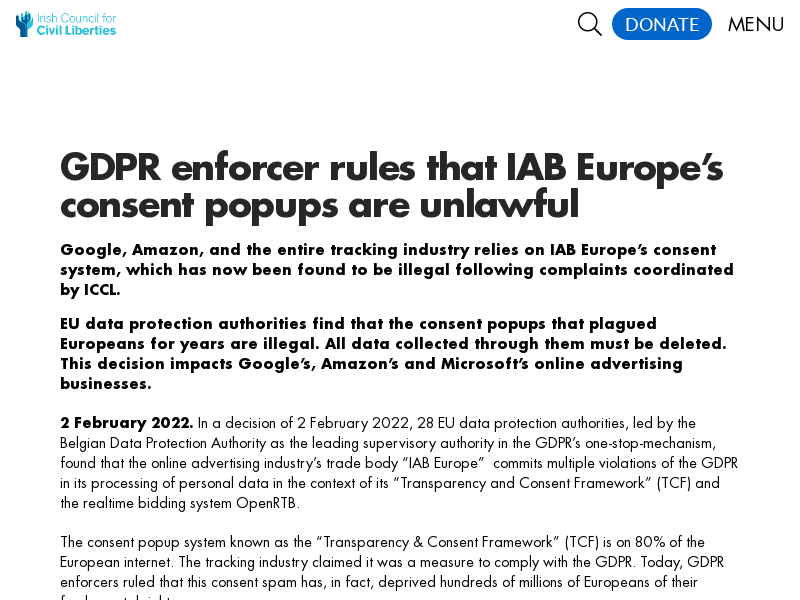 Irish Council for
Civil Liberties
DONATE
MENU
GDPR enforcer rules that IAB Europe’s
consent popups are unlawful
Google, Amazon, and the entire tracking industry relies on IAB Europe’s consent
system, which has now been found to be illegal following complaints coordinated
by ICCL.
EU data protection authorities find that the consent popups that plagued
Europeans for years are illegal. All data collected through them must be deleted.
This decision impacts Google’s, Amazon’s and Microsoft’s online advertising
businesses.
2 February 2022. In a decision of 2 February 2022, 28 EU data protection authorities, led by the
Belgian Data Protection Authority as the leading supervisory authority in the GDPR’s one-stop-mechanism,
found that the online advertising industry’s trade body “IAB Europe”  commits multiple violations of the GDPR
in its processing of personal data in the context of its “Transparency and Consent Framework” (TCF) and
the realtime bidding system OpenRTB.
The consent popup system known as the “Transparency & Consent Framework” (TCF) is on 80% of the
European internet. The tracking industry claimed it was a measure to comply with the GDPR. Today, GDPR
enforcers ruled that this consent spam has, in fact, deprived hundreds of millions of Europeans of their